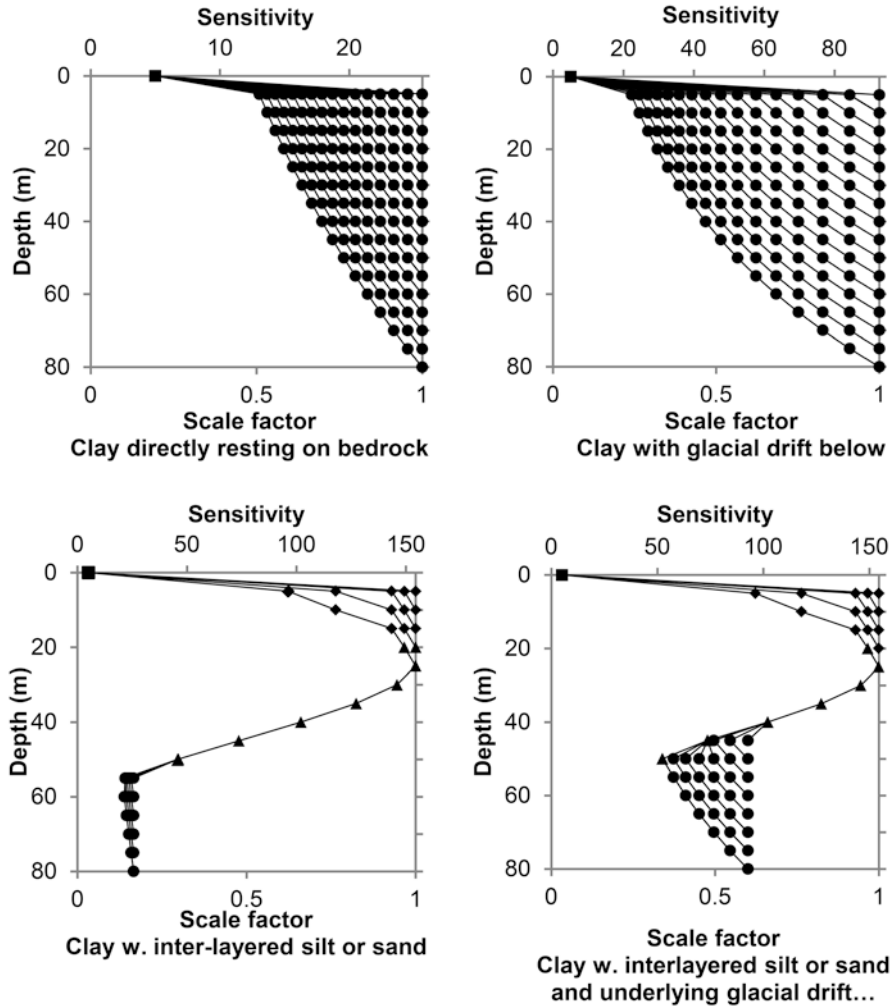 Sensitivity
0 10 20
0
20
40
60
80
Depth (m)
0 0.5 1
Scale factor
Clay directly resting on bedrock
Sensitivity
0 20 40 60 80
0
20
40
60
80
Depth (m)
0 0.5 1
Scale factor
Clay with glacial drift below
Sensitivity
0 50 100 150
0
20
40
60
80
Depth (m)
0 0.5 1
Scale factor
Clay w. inter-layered silt or sand
Sensitivity
0 50 100 150
0
20
40
60
80
Depth (m)
0 0.5 1
Scale factor
Clay w. interlayered silt or sand
and underlying glacial drift…